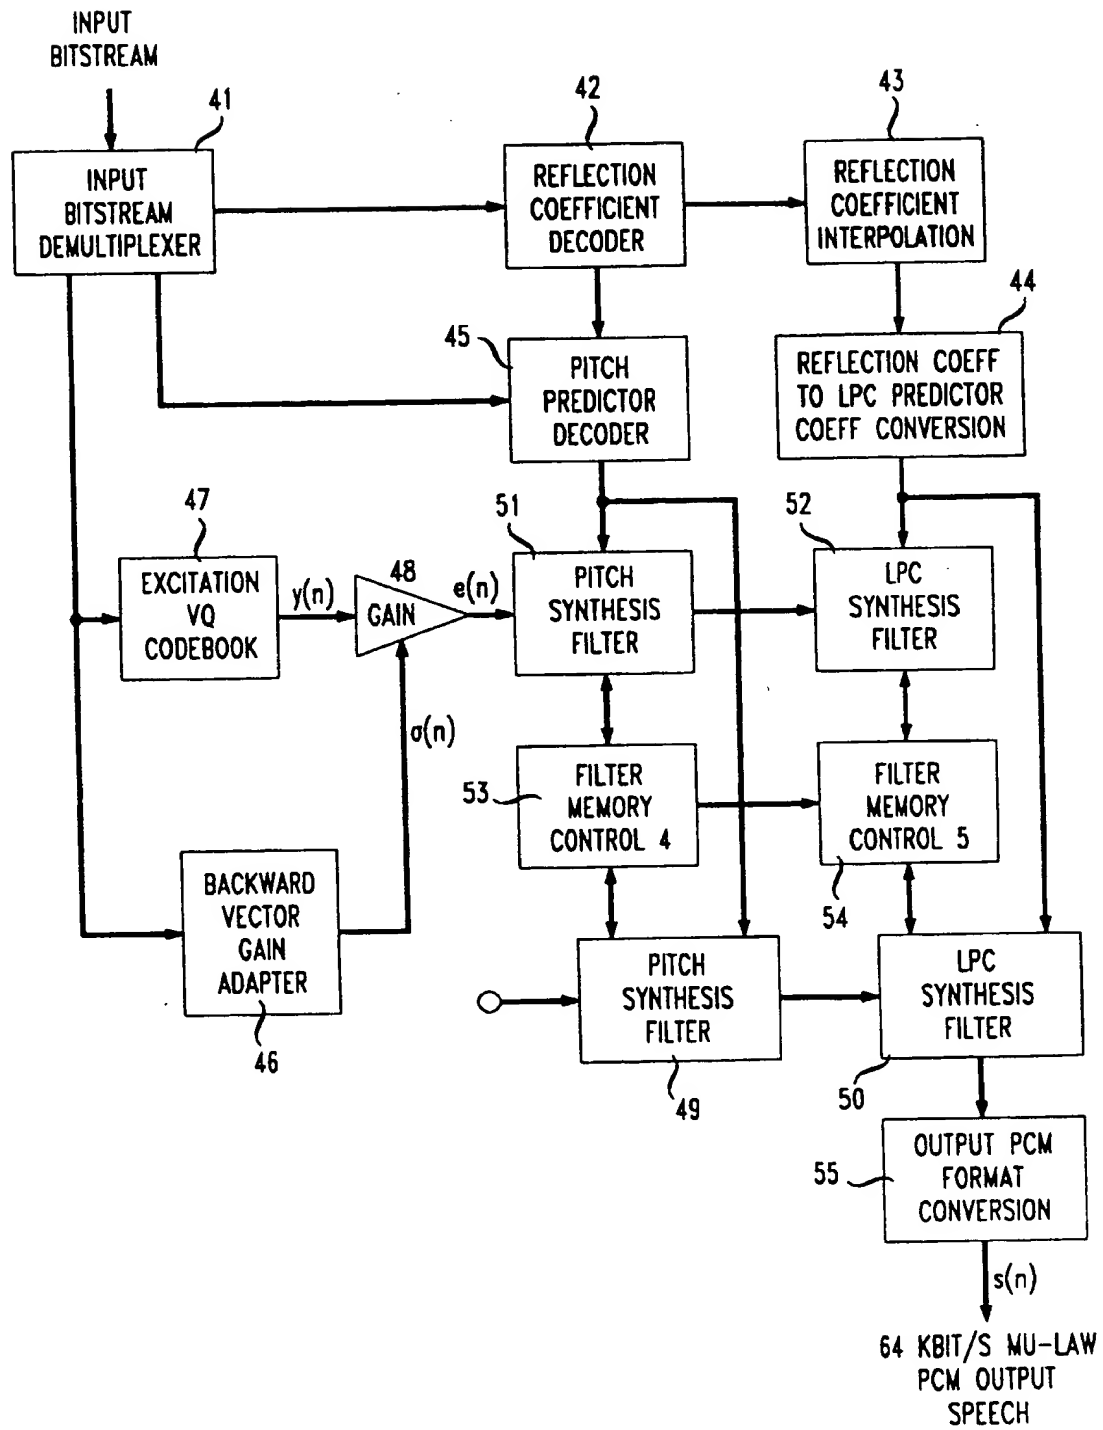 INPUT
BITSTREAM
41
INPUT
BITSTREAM
DEMULTIPLEXER
42
REFLECTION
COEFFICIENT
DECODER
43
REFLECTION
COEFFICIENT
INTERPOLATION
44
REFLECTION COEFF
TO LPC PREDICTOR
COEFF CONVERSION
45
PITCH
PREDICTOR
DECODER
47
EXCITATION
VQ
CODEBOOK
y(n)
48
GAIN
e(n)
σ(n)
51
PITCH
SYNTHESIS
FILTER
52
LPC
SYNTHESIS
FILTER
53
FILTER
MEMORY
CONTROL 4
FILTER
MEMORY
CONTROL 5
54
BACKWARD
VECTOR
GAIN
ADAPTER
46
PITCH
SYNTHESIS
FILTER
49
LPC
SYNTHESIS
FILTER
50
55
OUTPUT PCM
FORMAT
CONVERSION
s(n)
64 KBIT/S MU-LAW
PCM OUTPUT
SPEECH